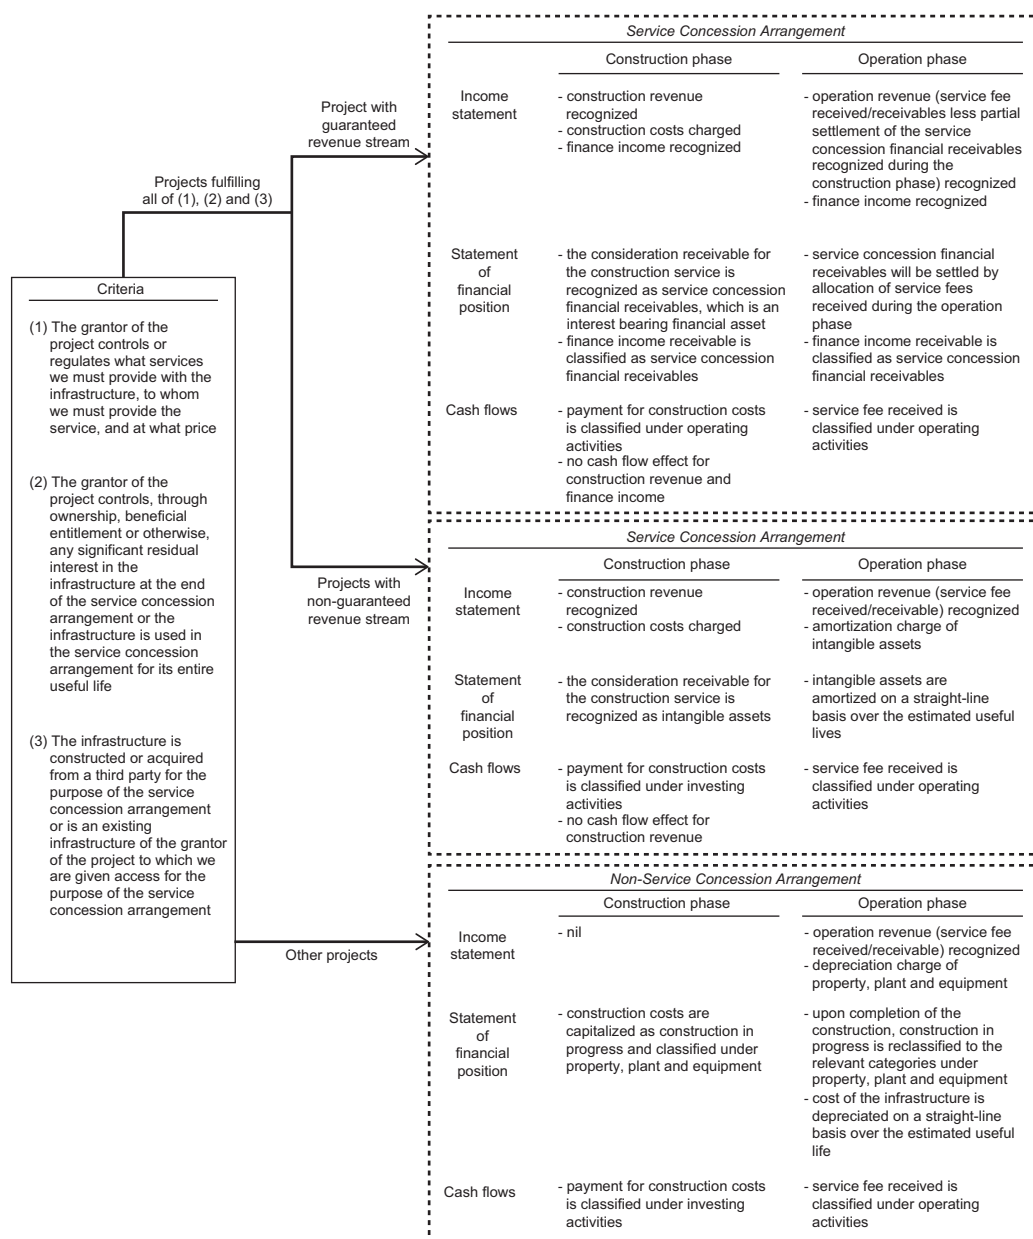 Service Concession Arrangement
Construction phase
Operation phase
Income
statement
- construction revenue
recognized
- construction costs charged
- finance income recognized
- operation revenue (service fee
received/receivables less partial
settlement of the service
concession financial receivables
recognized during the
construction phase) recognized
- finance income recognized
Statement
of
financial
position
- the consideration receivable for
the construction service is
recognized as service concession
financial receivables, which is an
interest bearing financial asset
- finance income receivable is
classified as service concession
financial receivables
- service concession financial
receivables will be settled by
allocation of service fees
received during the operation
phase
- finance income receivable is
classified as service concession
financial receivables
Cash flows
- payment for construction costs
is classified under operating
activities
- no cash flow effect for
construction revenue and
finance income
- service fee received is
classified under operating
activities
Project with
guaranteed
revenue stream
Projects fulfilling
all of (1), (2) and (3)
Criteria
(1) The grantor of the
project controls or
regulates what services
we must provide with the
infrastructure, to whom
we must provide the
service, and at what price
(2) The grantor of the
project controls, through
ownership, beneficial
entitlement or otherwise,
any significant residual
interest in the
infrastructure at the end
of the service concession
arrangement or the
infrastructure is used in
the service concession
arrangement for its entire
useful life
(3) The infrastructure is
constructed or acquired
from a third party for the
purpose of the service
concession arrangement
or is an existing
infrastructure of the grantor
of the project to which we
are given access for the
purpose of the service
concession arrangement
Projects with
non-guaranteed
revenue stream
Service Concession Arrangement
Construction phase
Operation phase
Income
statement
- construction revenue
recognized
- construction costs charged
- operation revenue (service fee
received/receivable) recognized
- amortization charge of
intangible assets
Statement
of
financial
position
- the consideration receivable for
the construction service is
recognized as intangible assets
- intangible assets are
amortized on a straight-line
basis over the estimated useful
lives
Cash flows
- payment for construction costs
is classified under investing
activities
- no cash flow effect for
construction revenue
- service fee received is
classified under operating
activities
Other projects
Non-Service Concession Arrangement
Construction phase
Operation phase
Income
statement
- nil
- operation revenue (service fee
received/receivable) recognized
- depreciation charge of
property, plant and equipment
Statement
of
financial
position
- construction costs are
capitalized as construction in
progress and classified under
property, plant and equipment
- upon completion of the
construction, construction in
progress is reclassified to the
relevant categories under
property, plant and equipment
- cost of the infrastructure is
depreciated on a straight-line
basis over the estimated useful
life
Cash flows
- payment for construction costs
is classified under investing
activities
- service fee received is
classified under operating
activities